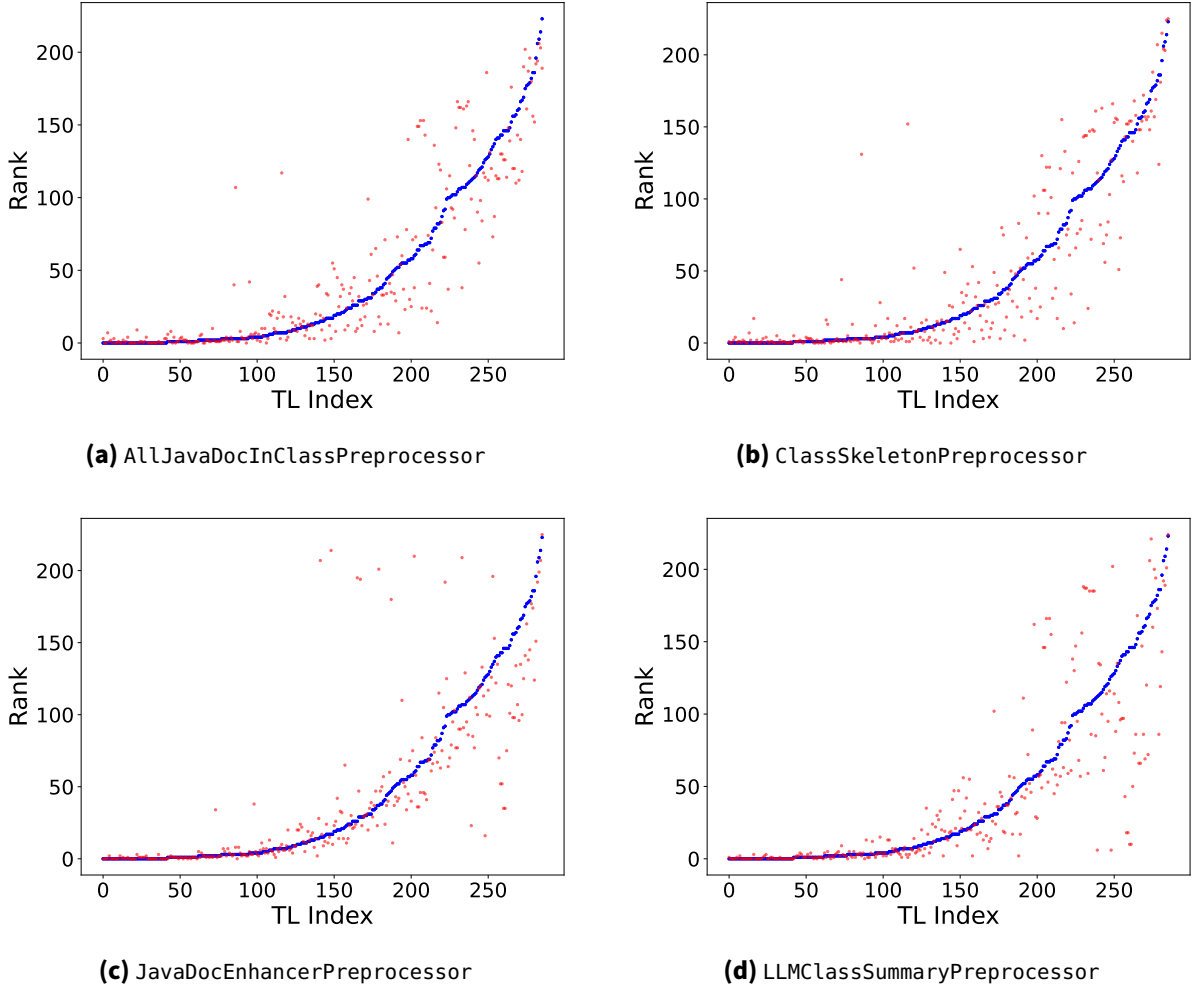 200
150
100
50
0
Rank
0 50 100 150 200 250
TL Index
(a) AllJavaDocInClassPreprocessor
200
150
100
50
0
Rank
0 50 100 150 200 250
TL Index
(b) ClassSkeletonPreprocessor
200
150
100
50
0
Rank
0 50 100 150 200 250
TL Index
(c) JavaDocEnhancerPreprocessor
200
150
100
50
0
Rank
0 50 100 150 200 250
TL Index
(d) LLMClassSummaryPreprocessor